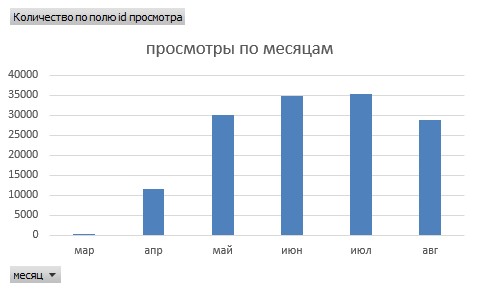 Количество по полю id просмотра
просмотры по месяцам
40000
35000
30000
25000
20000
15000
10000
5000
0
мар апр май июн июл авг
месяц